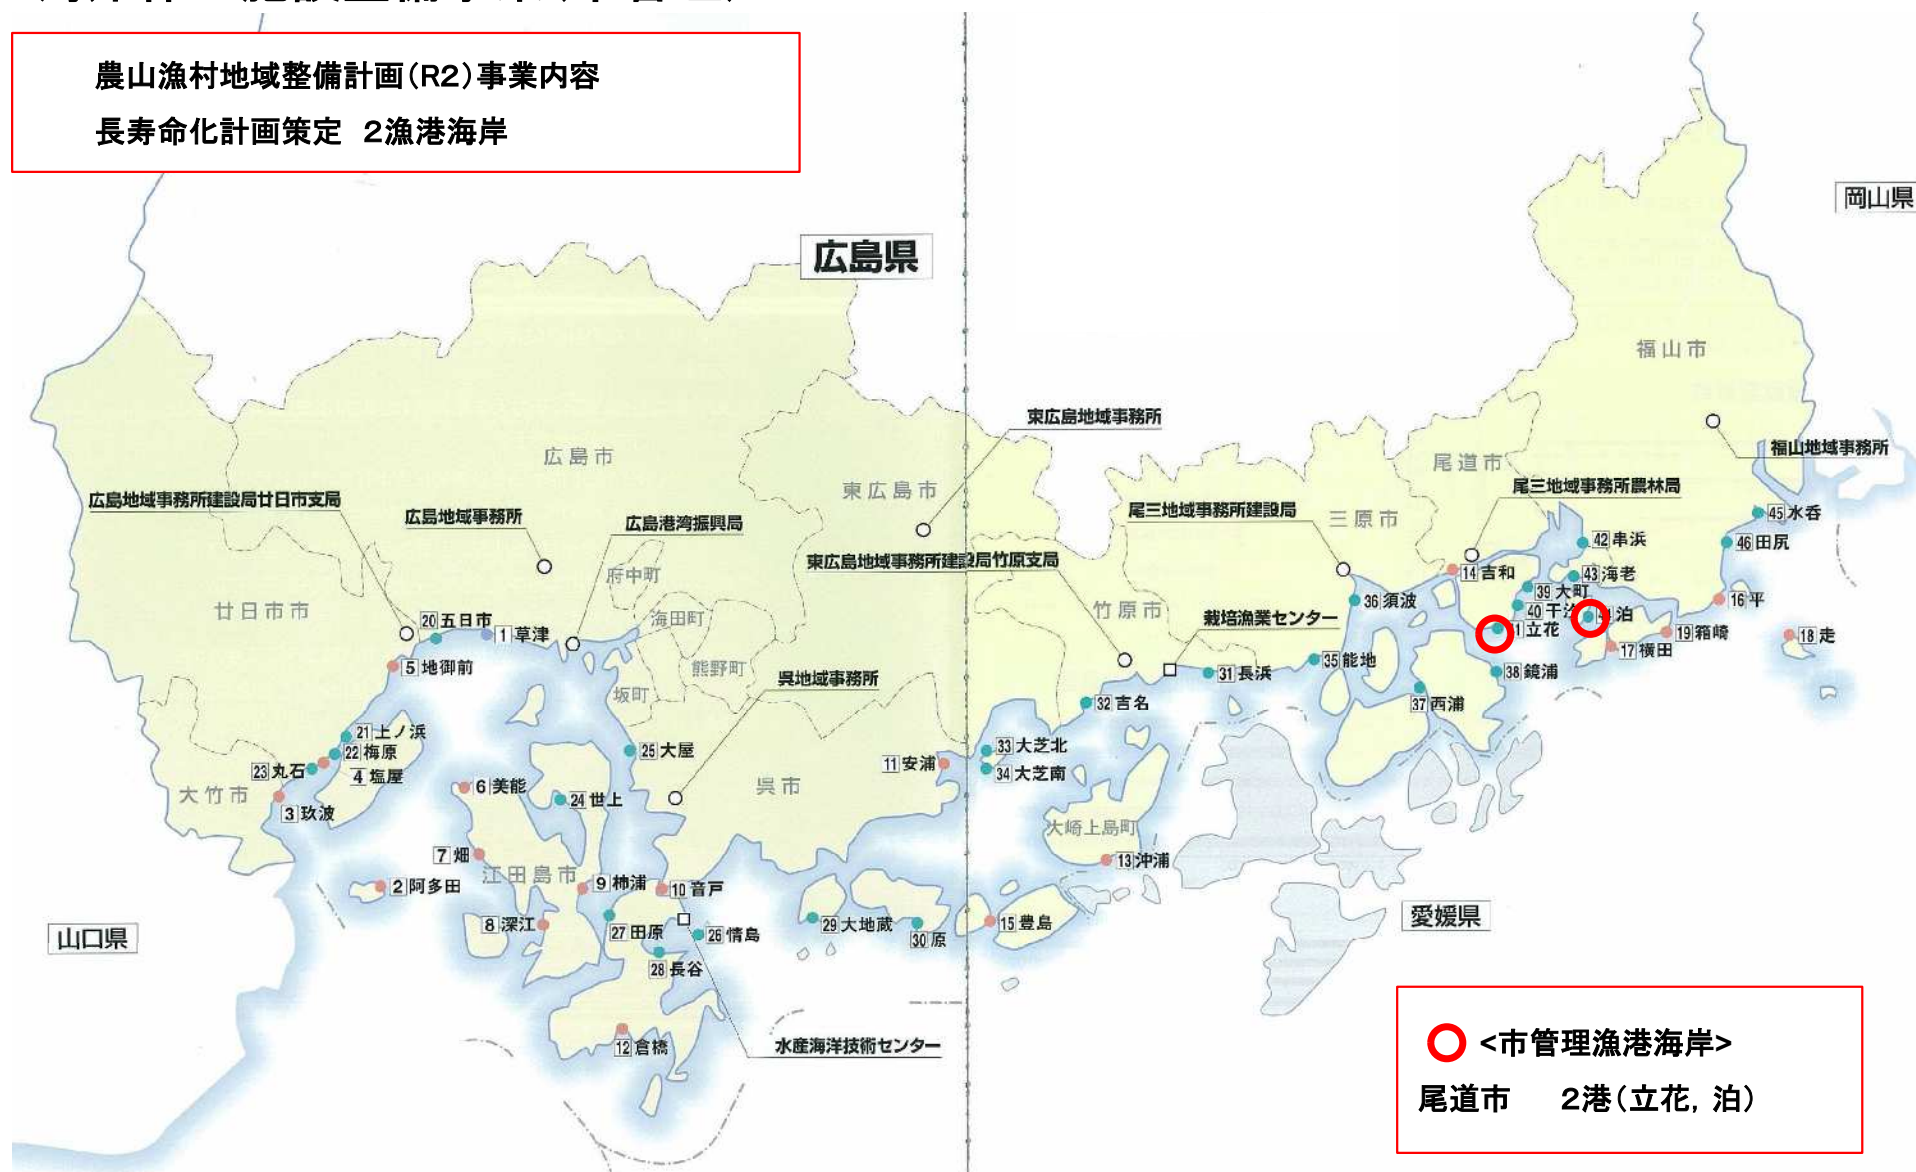 農山漁村地域整備計画(R2)事業内容
長寿命化計画策定 2漁港海岸
岡山県
広島県
福山市
東広島地域事務所
尾道市
福山地域事務所
広島市
東広島市
尾三地域事務所農林局
広島地域事務所建設局廿日市支局
広島地域事務所
広島港湾振興局
尾三地域事務所建設局
三原市
45 水呑
42 串浜
46 田尻
東広島地域事務所建設局竹原支局
府中町
14 吉和
43 海老
39 大町
廿日市市
竹原市
36 須波
40 干汐
16 平
20 五日市
1 草津
海田町
栽培漁業センター
立花
泊
19 箱崎
18 走
5 地御前
熊野町
呉地域事務所
31 長浜
35 能地
38 鏡浦
17 横田
坂町
32 吉名
37 西浦
21 上ノ浜
22 梅原
23 丸石
4 塩屋
25 大屋
11 安浦
33 大芝北
34 大芝南
大竹市
3 玖波
6 美能
24 世上
呉市
大崎上島町
7 畑
江田島市
13 沖浦
2 阿多田
9 柿浦
10 音戸
愛媛県
山口県
8 深江
27 田原
26 情島
29 大地蔵
30 原
15 豊島
28 長谷
12 倉橋
水産海洋技術センター
<市管理漁港海岸>
尾道市 2港(立花, 泊)